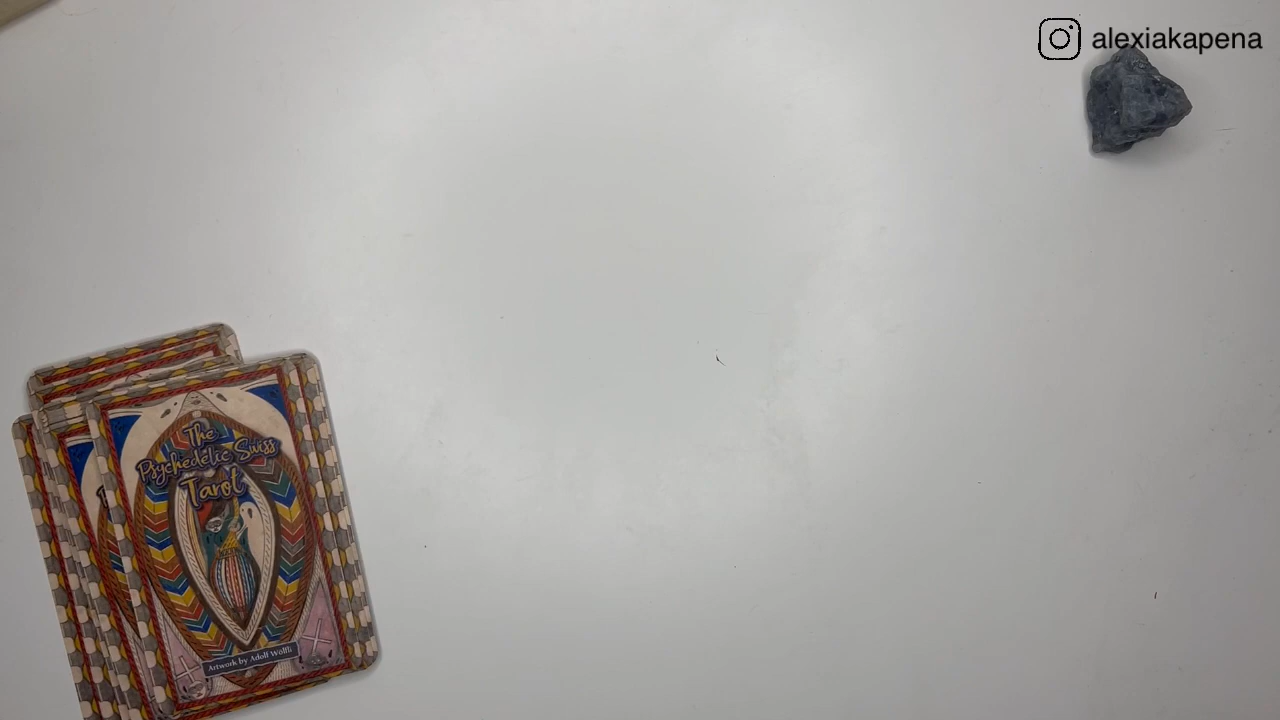 alexiakapena
The
Psychedelic Swiss
Tarot
Artwork by Adolf Wölfli